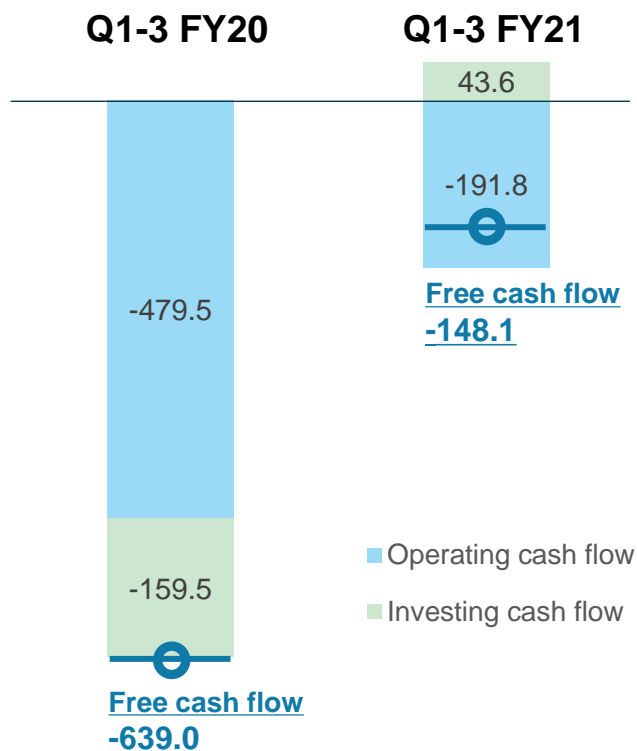 Q1-3 FY20
Q1-3 FY21
43.6
-191.8
Free cash flow
-148.1
-479.5
Operating cash flow
-159.5
Investing cash flow
Free cash flow
-639.0